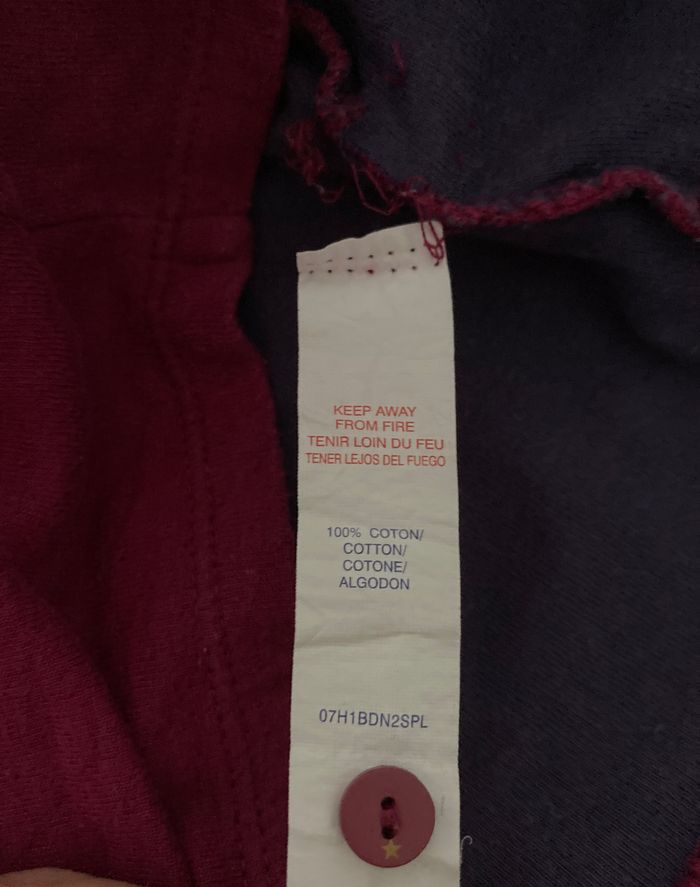 KEEP AWAY
FROM FIRE
TENIR LOIN DU FEU
TENER LEJOS DEL FUEGO
100% COTON/
COTTON/
COTONE/
ALGODON
07H1BDN2SPL